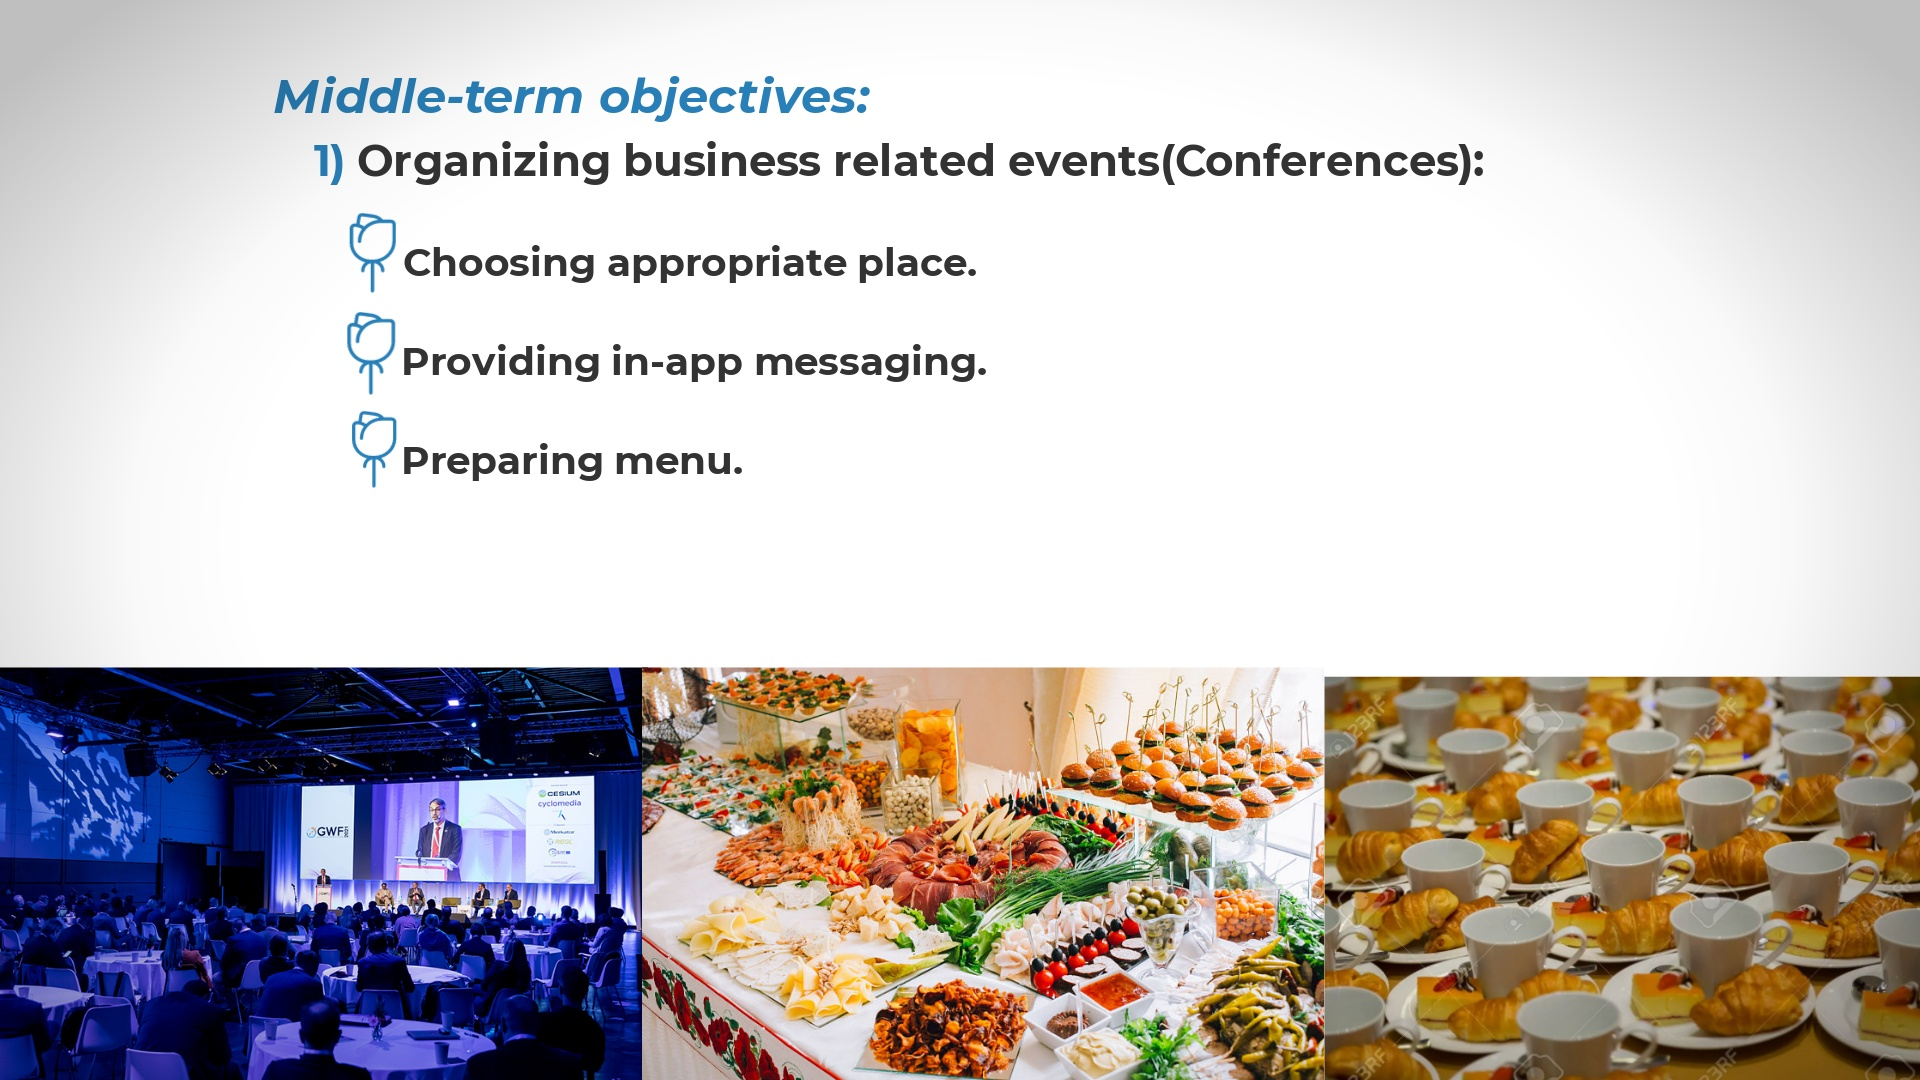 Middle-term objectives:
1) Organizing business related events(Conferences):
Choosing appropriate place.
Providing in-app messaging.
Preparing menu.
CESIUM
cyclomedia
GWF
123RF